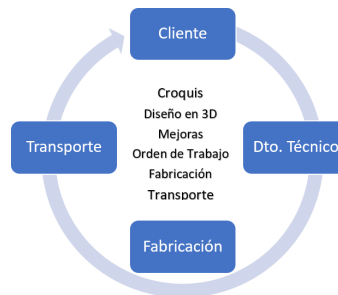 Cliente
Croquis
Diseño en 3D
Mejoras
Transporte
Orden de Trabajo
Dto. Técnico
Fabricación
Transporte
Fabricación